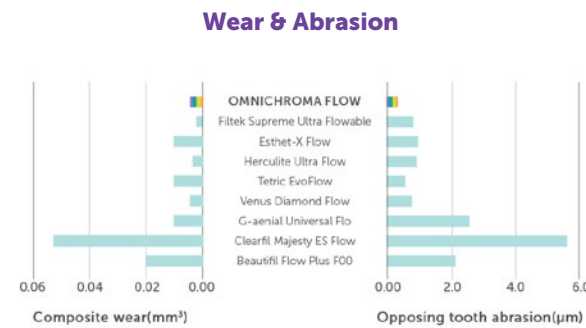 Wear & Abrasion
OMNICHROMA FLOW
Filtek Supreme Ultra Flowable
Esthet-X Flow
Herculite Ultra Flow
Tetric EvoFlow
Venus Diamond Flow
G-aenial Universal Flo
Clearfil Majesty ES Flow
Beautifil Flow Plus F00
0.06 0.04 0.02 0.00 0.00 2.0 4.0 6.0
Composite wear(mm³) Opposing tooth abrasion(μm)